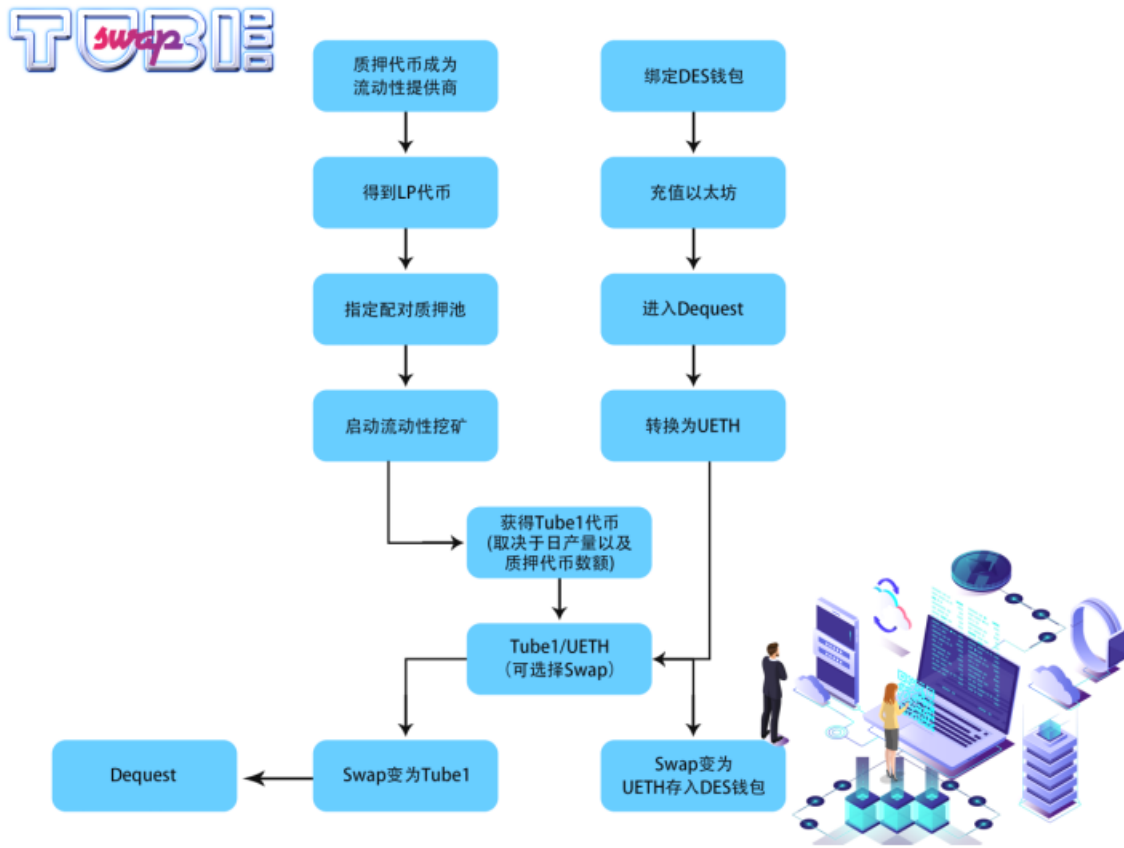 TUBE
swap
质押代币成为
流动性提供商
得到LP代币
指定配对质押池
启动流动性挖矿
绑定DES钱包
充值以太坊
进入Dequest
转换为UETH
获得Tube1代币
(取决于日产量以及
质押代币数额)
Tube1/UETH
(可选择Swap)
Dequest
Swap变为Tube1
Swap变为
UETH存入DES钱包